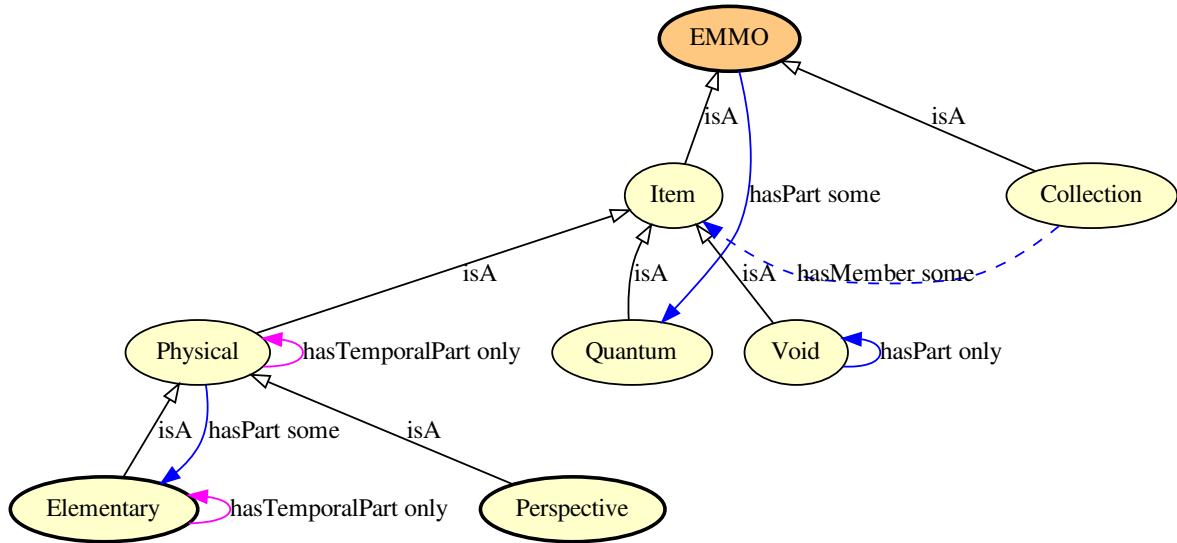 EMMO
isA
isA
Item
hasPart some
Collection
isA
isA
isA
hasMember some
Physical
hasTemporalPart only
Quantum
Void
hasPart only
isA
hasPart some
isA
Elementary
hasTemporalPart only
Perspective